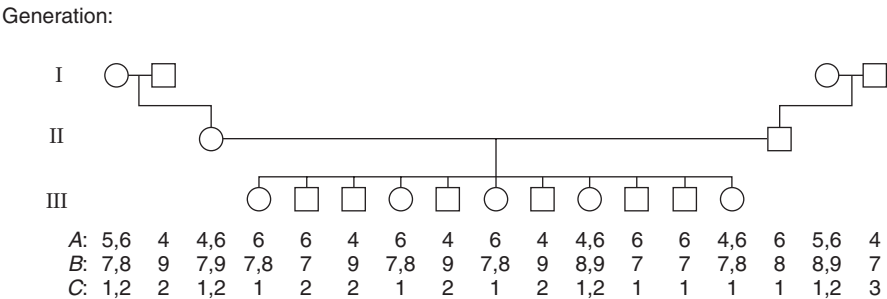 Generation:
I
II
III
A: 5,6 4 4,6 6 6 4 6 4 6 4 4,6 6 6 4,6 6 5,6 4
B: 7,8 9 7,9 7,8 7 9 7,8 9 7,8 9 8,9 7 7 7,8 8 8,9 7
C: 1,2 2 1,2 1 2 2 1 2 1 2 1,2 1 1 1 1 1,2 3